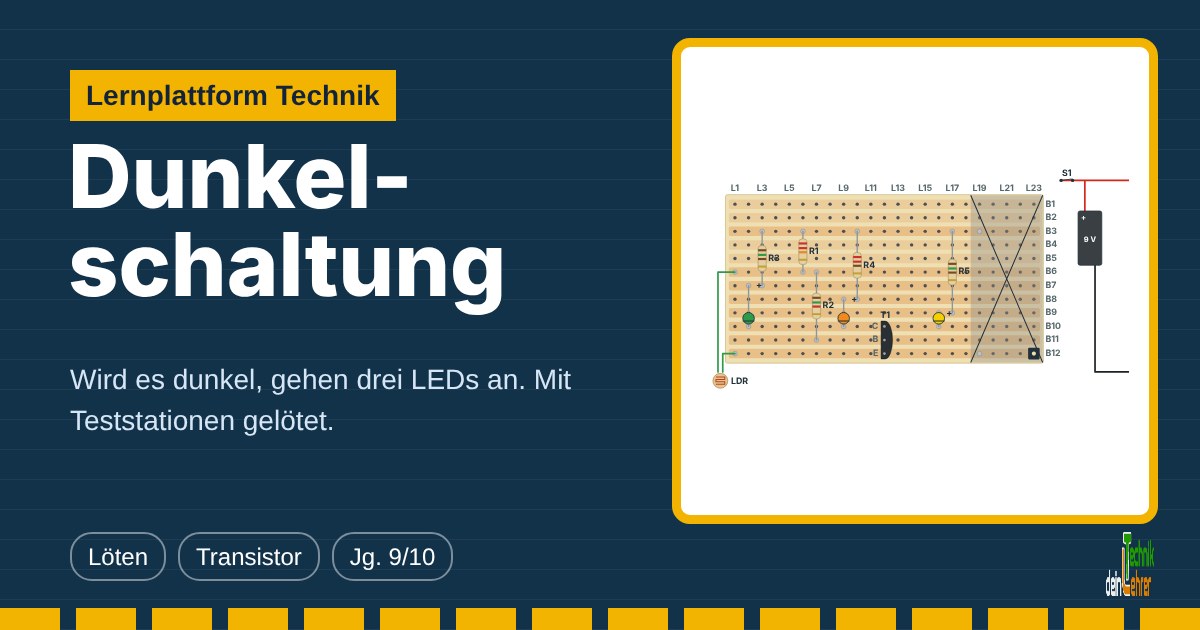 Lernplattform Technik
Dunkel-
schaltung
Wird es dunkel, gehen drei LEDs an. Mit
Teststationen gelötet.
Löten
Transistor
Jg. 9/10
S1
L1 L3 L5 L7 L9 L11 L13 L15 L17 L19 L21 L23
B1
B2
B3
B4
B5
B6
B7
B8
B9
B10
B11
B12
+
9 V
R1
R4
R2
+
+
+
T1
C
B
E
LDR
Technik
dein Lehrer